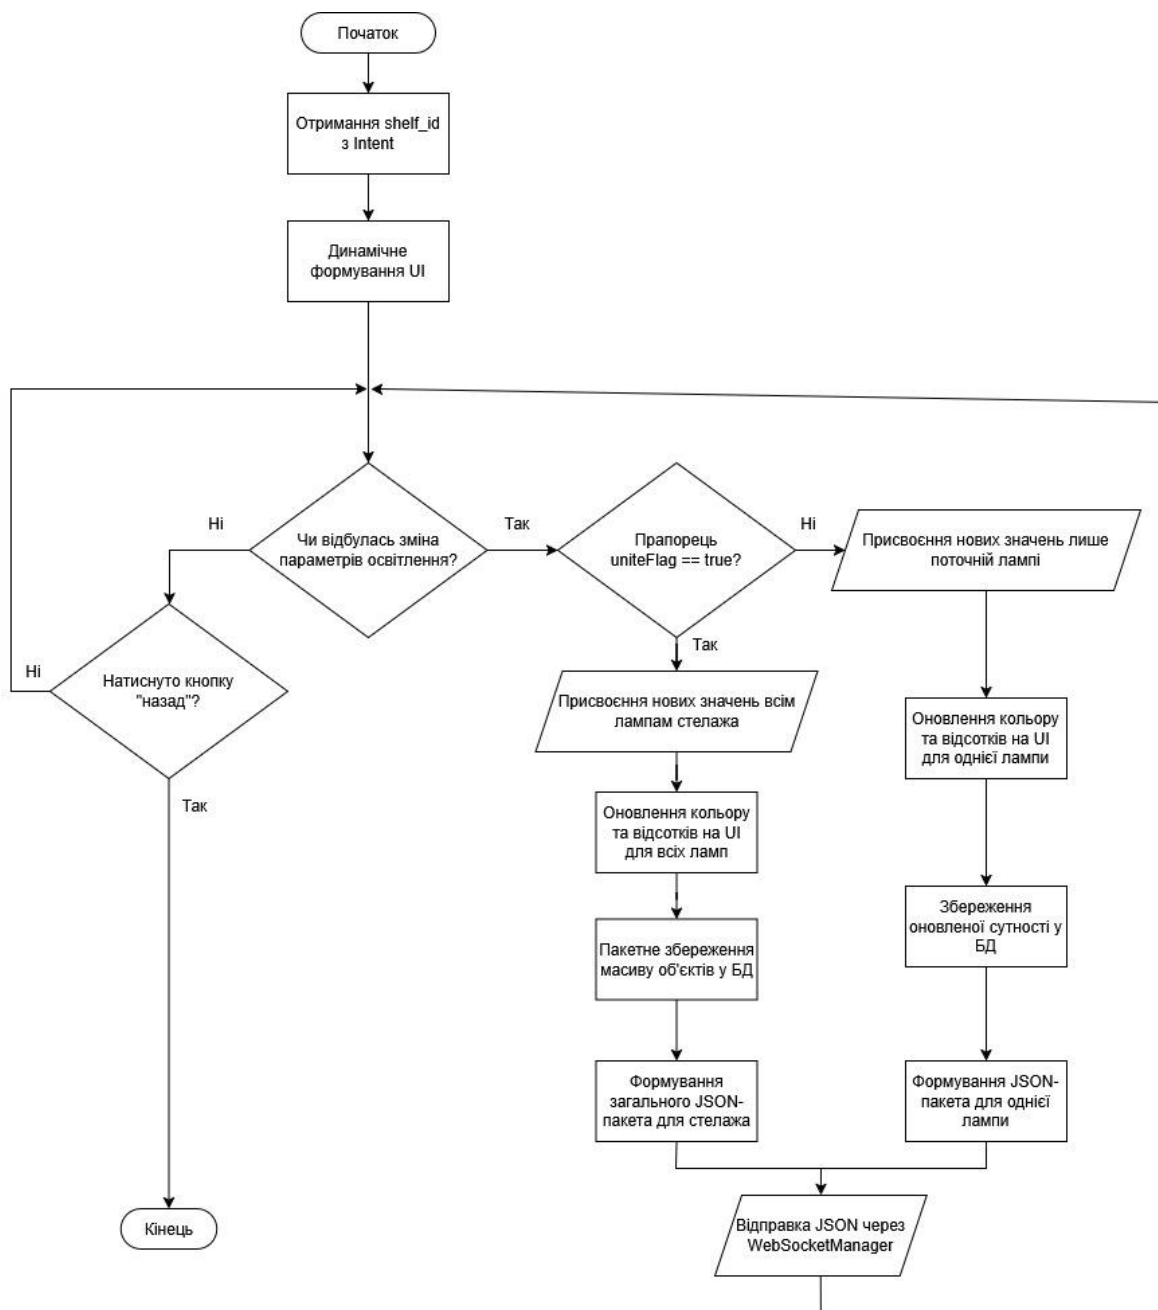 Початок
Отримання shelf_id
з Intent
Динамічне
формування UI
Ні
Чи відбулась зміна
параметрів освітлення?
Так
Прапорець
uniteFlag == true?
Ні
Присвоєння нових значень лише
поточній лампі
Ні
Натиснуто кнопку
"назад"?
Так
Так
Присвоєння нових значень всім
лампам стелажа
Оновлення кольору
та відсотків на UI
для однієї лампи
Оновлення кольору
та відсотків на UI
для всіх ламп
Збереження
оновленої сутності у
БД
Пакетне збереження
масиву об'єктів у БД
Формування
загального JSON-
пакета для стелажа
Формування JSON-
пакета для однієї
лампи
Кінець
Відправка JSON через
WebSocketManager